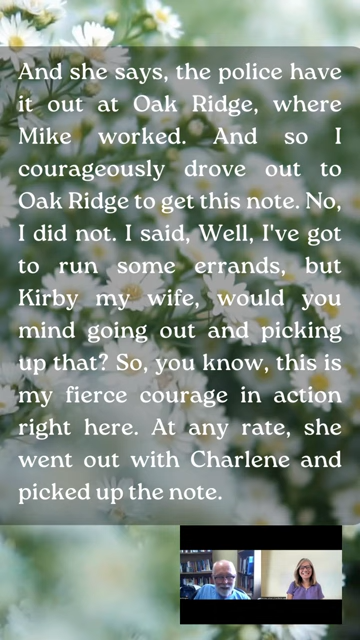 And she says, the police have
it out at Oak Ridge, where
Mike worked. And so I
courageously drove out to
Oak Ridge to get this note. No,
I did not. I said, Well, I've got
to run some errands, but
Kirby my wife, would you
mind going out and picking
up that? So, you know, this is
my fierce courage in action
right here. At any rate, she
went out with Charlene and
picked up the note.